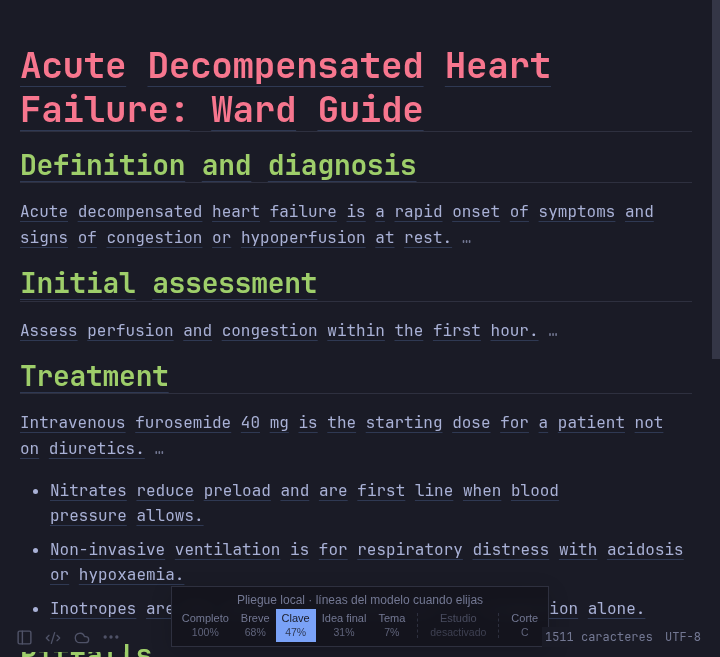 Acute Decompensated Heart
Failure: Ward Guide
Definition and diagnosis
Acute decompensated heart failure is a rapid onset of symptoms and
signs of congestion or hypoperfusion at rest. …
Initial assessment
Assess perfusion and congestion within the first hour. …
Treatment
Intravenous furosemide 40 mg is the starting dose for a patient not
on diuretics. …
• Nitrates reduce preload and are first line when blood
pressure allows.
• Non-invasive ventilation is for respiratory distress with acidosis
or hypoxaemia.
• Inotropes are
ion alone.
Pliegue local · líneas del modelo cuando elijas
Completo Breve Clave Idea final Tema Estudio Corte
100% 68% 47% 31% 7% desactivado C
1511 caracteres UTF-8
Pitfalls